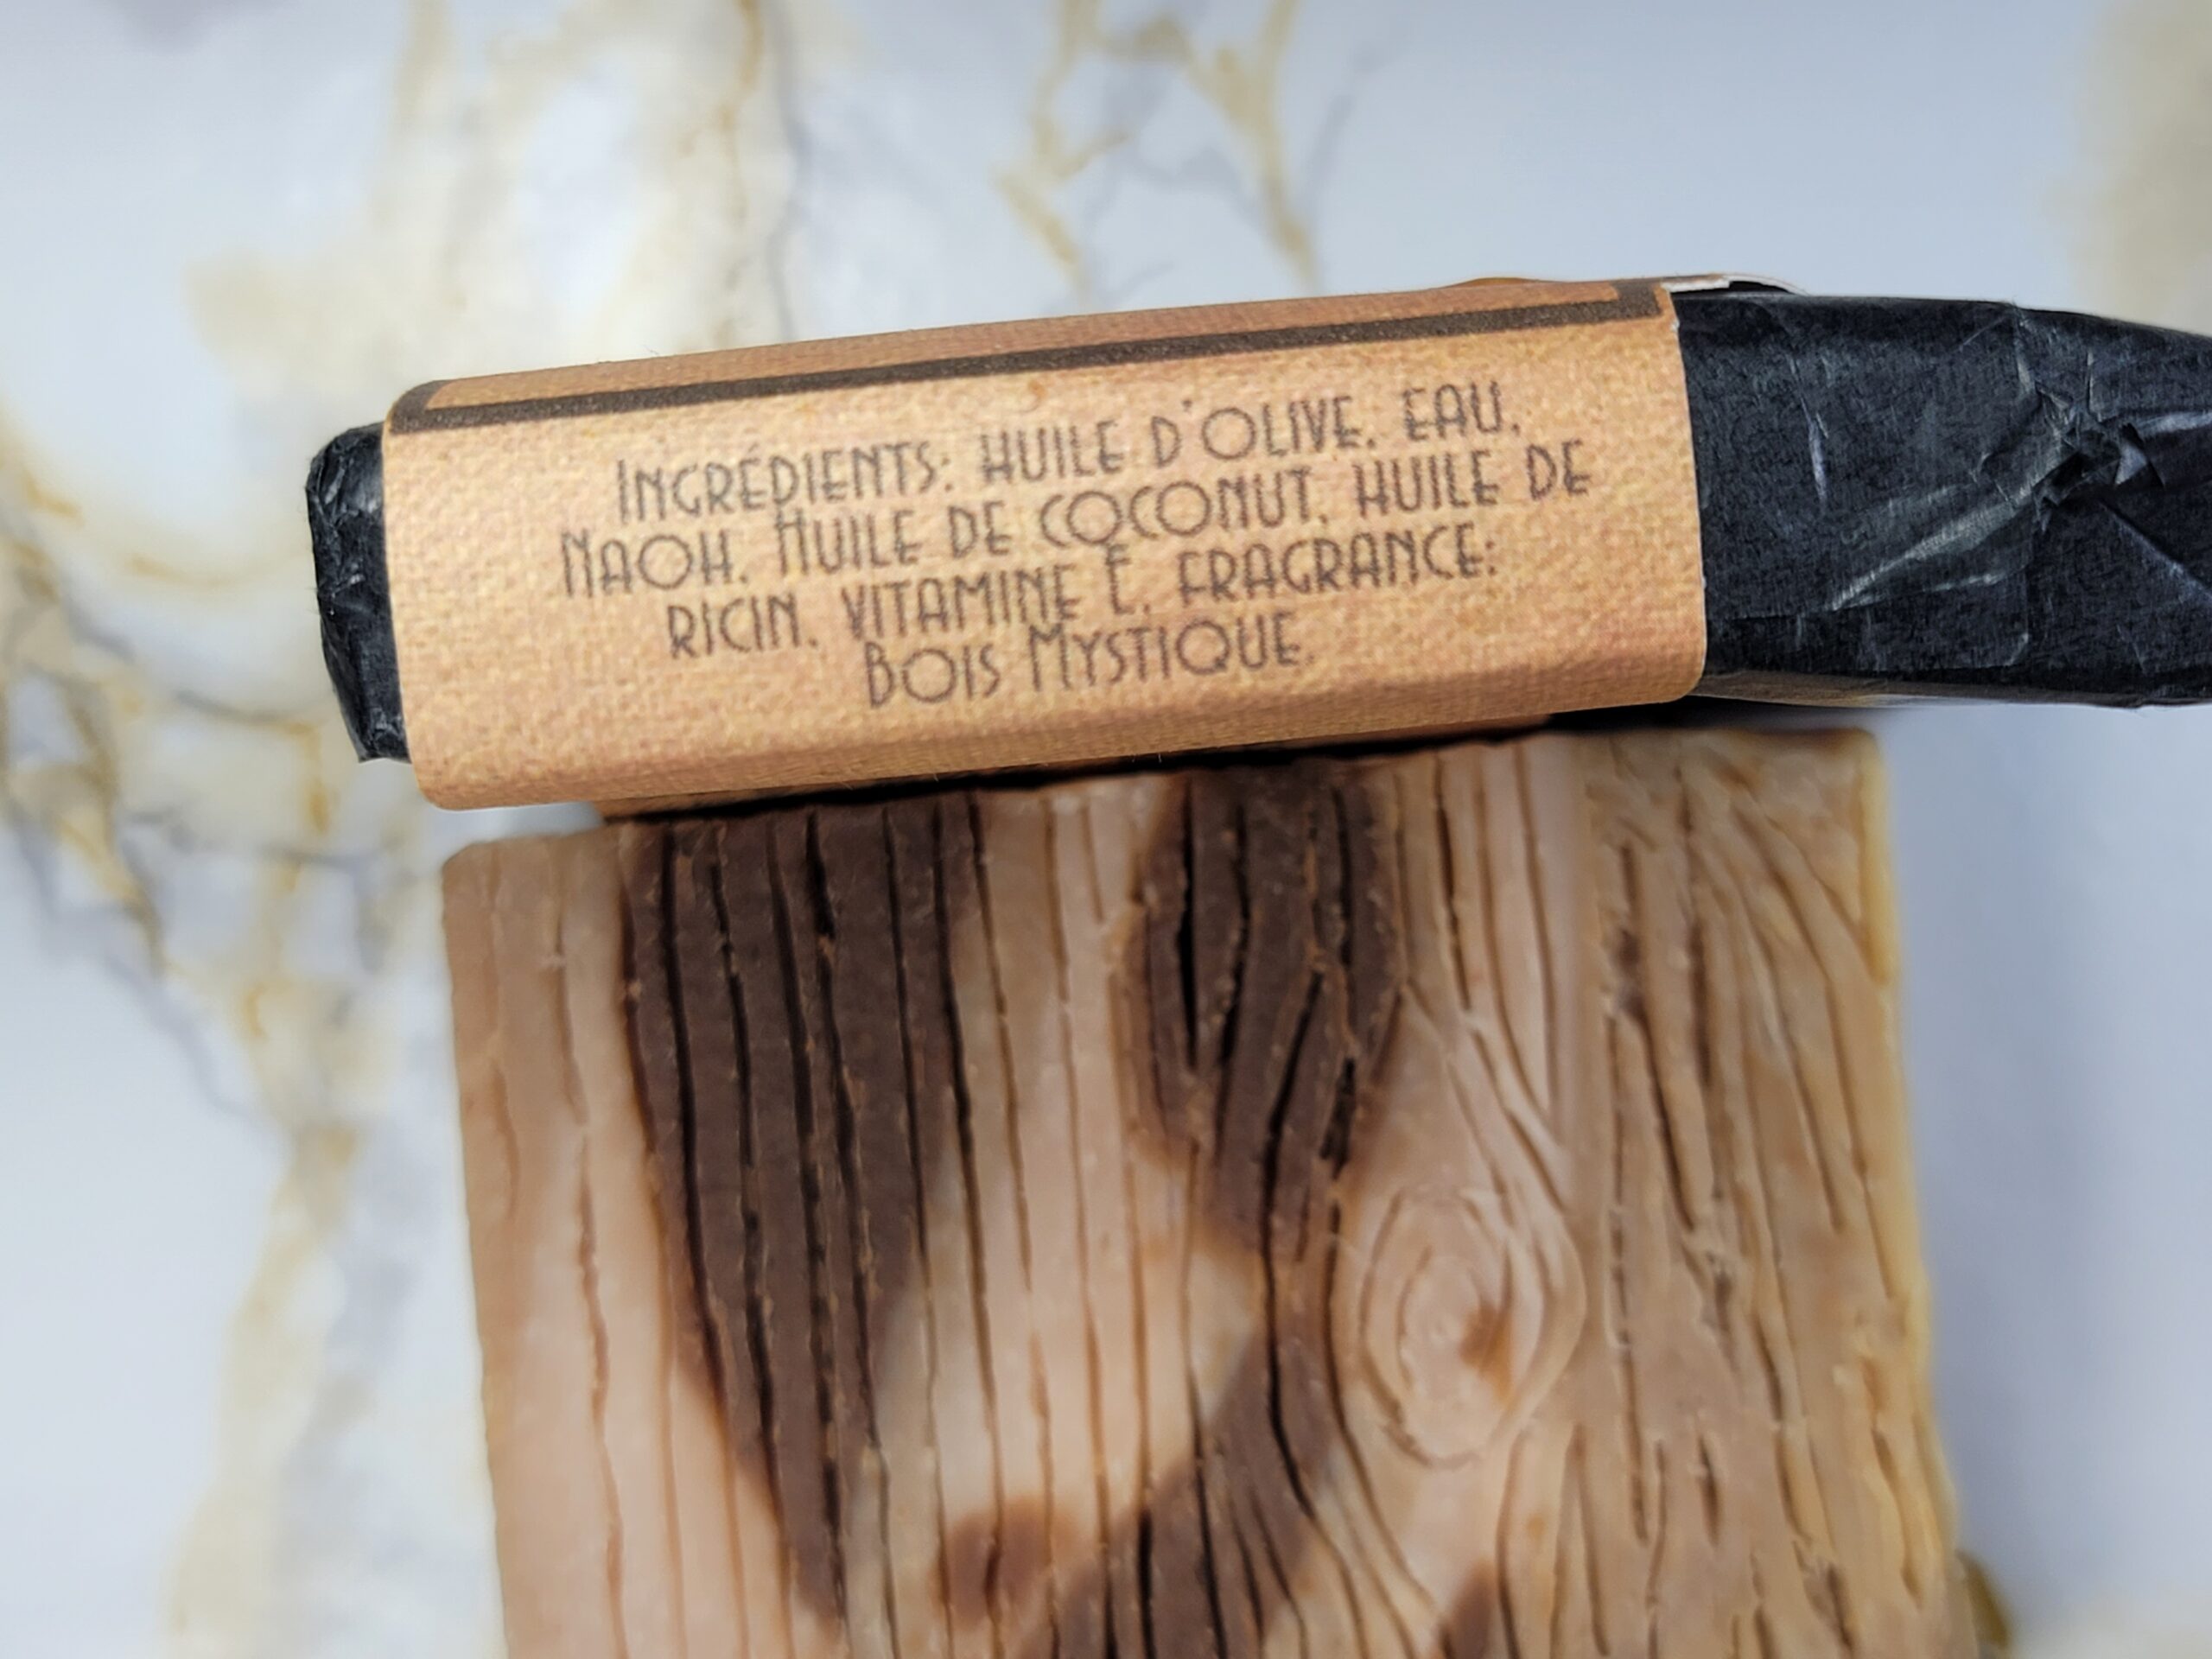 Ingrédients: huile d'olive, eau,
NaOH, Huile de coconut, huile de
ricin, vitamine E, fragrance:
Bois Mystique.